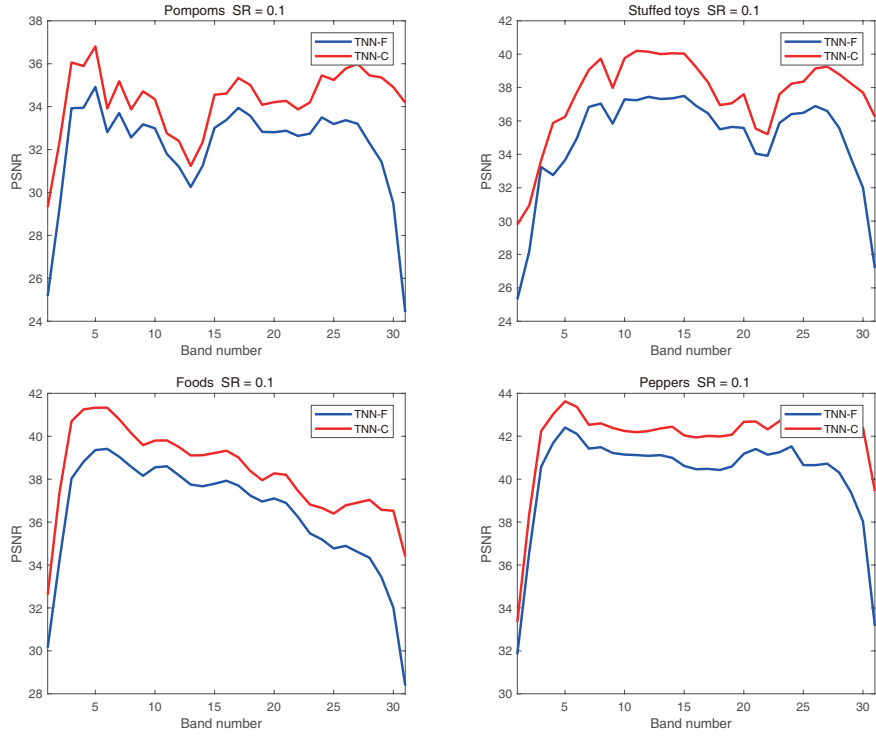 Pompoms SR = 0.1
38
36
34
32
30
28
26
24
PSNR
TNN-F
TNN-C
5
10
15
20
25
30
Band number
Stuffed toys SR = 0.1
42
40
38
36
34
32
30
28
26
24
PSNR
TNN-F
TNN-C
5
10
15
20
25
30
Band number
Foods SR = 0.1
42
40
38
36
34
32
30
28
PSNR
TNN-F
TNN-C
5
10
15
20
25
30
Band number
Peppers SR = 0.1
44
42
40
38
36
34
32
30
PSNR
TNN-F
TNN-C
5
10
15
20
25
30
Band number